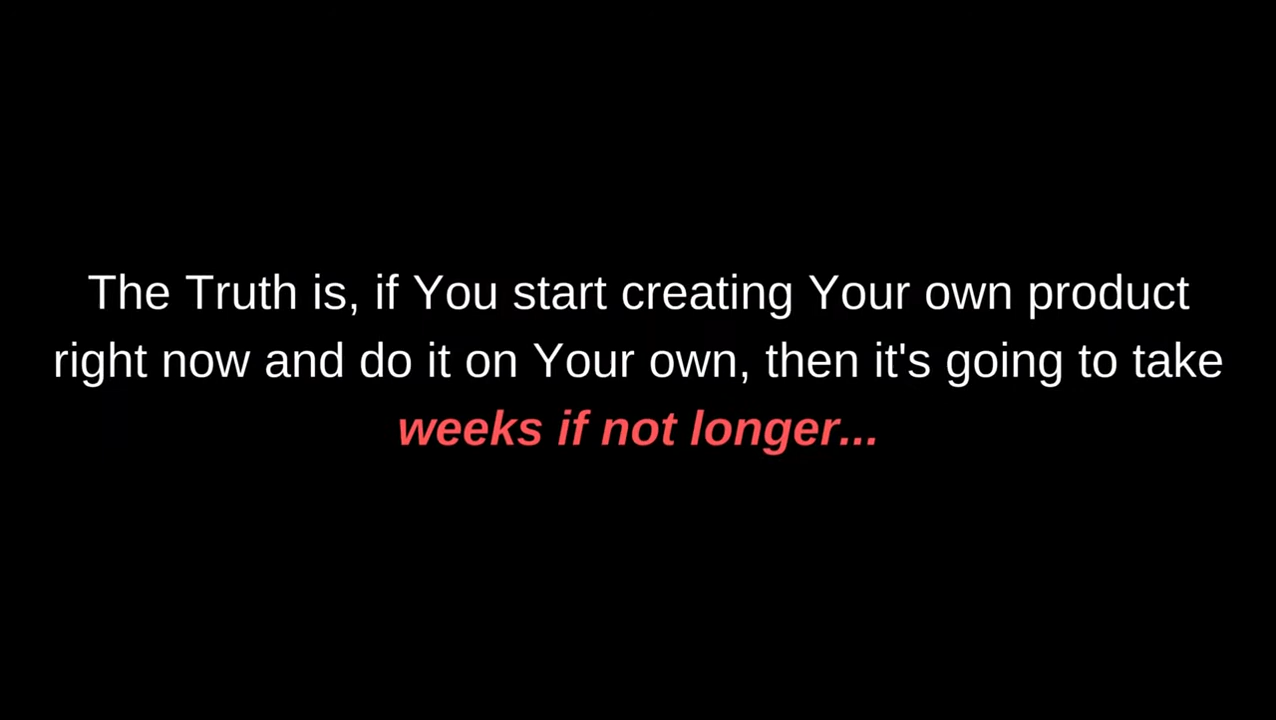 The Truth is, if You start creating Your own product
right now and do it on Your own, then it's going to take
weeks if not longer...